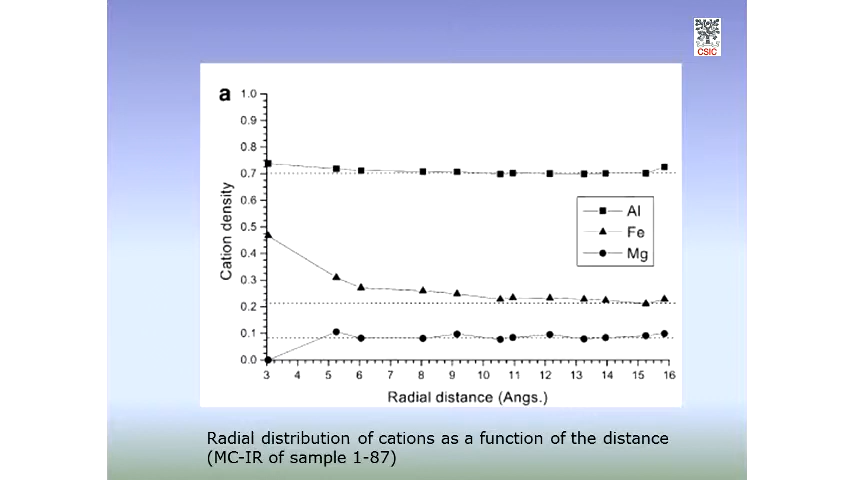 CSIC
a
1.0
0.9
0.8
0.7
0.6
0.5
0.4
0.3
0.2
0.1
0.0
Cation density
Al
Fe
Mg
3 4 5 6 7 8 9 10 11 12 13 14 15 16
Radial distance (Angs.)
Radial distribution of cations as a function of the distance
(MC-IR of sample 1-87)